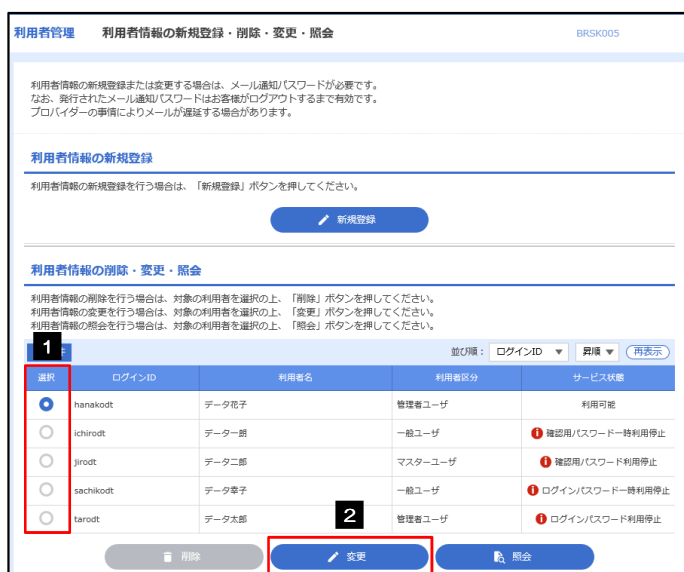 利用者管理 利用者情報の新規登録・削除・変更・照会 BRSK005
利用者情報の新規登録または変更する場合は、メール通知パスワードが必要です。
なお、発行されたメール通知パスワードはお客様がログアウトするまで有効です。
プロバイダーの事情によりメールが遅延する場合があります。
利用者情報の新規登録
利用者情報の新規登録を行う場合は、「新規登録」ボタンを押してください。
新規登録
利用者情報の削除・変更・照会
利用者情報の削除を行う場合は、対象の利用者を選択の上、「削除」ボタンを押してください。
利用者情報の変更を行う場合は、対象の利用者を選択の上、「変更」ボタンを押してください。
利用者情報の照会を行う場合は、対象の利用者を選択の上、「照会」ボタンを押してください。
1 件 並び順： ログインID 昇順 再表示
選択 ログインID 利用者名 利用者区分 サービス状態
hanakodt データ花子 管理者ユーザ 利用可能
ichirodt データ一朗 一般ユーザ 確認用パスワード一時利用停止
jirodt データ二郎 マスターユーザ 確認用パスワード利用停止
sachikodt データ幸子 一般ユーザ ログインパスワード一時利用停止
tarodt データ太郎 管理者ユーザ ログインパスワード利用停止
2
削除 変更 照会